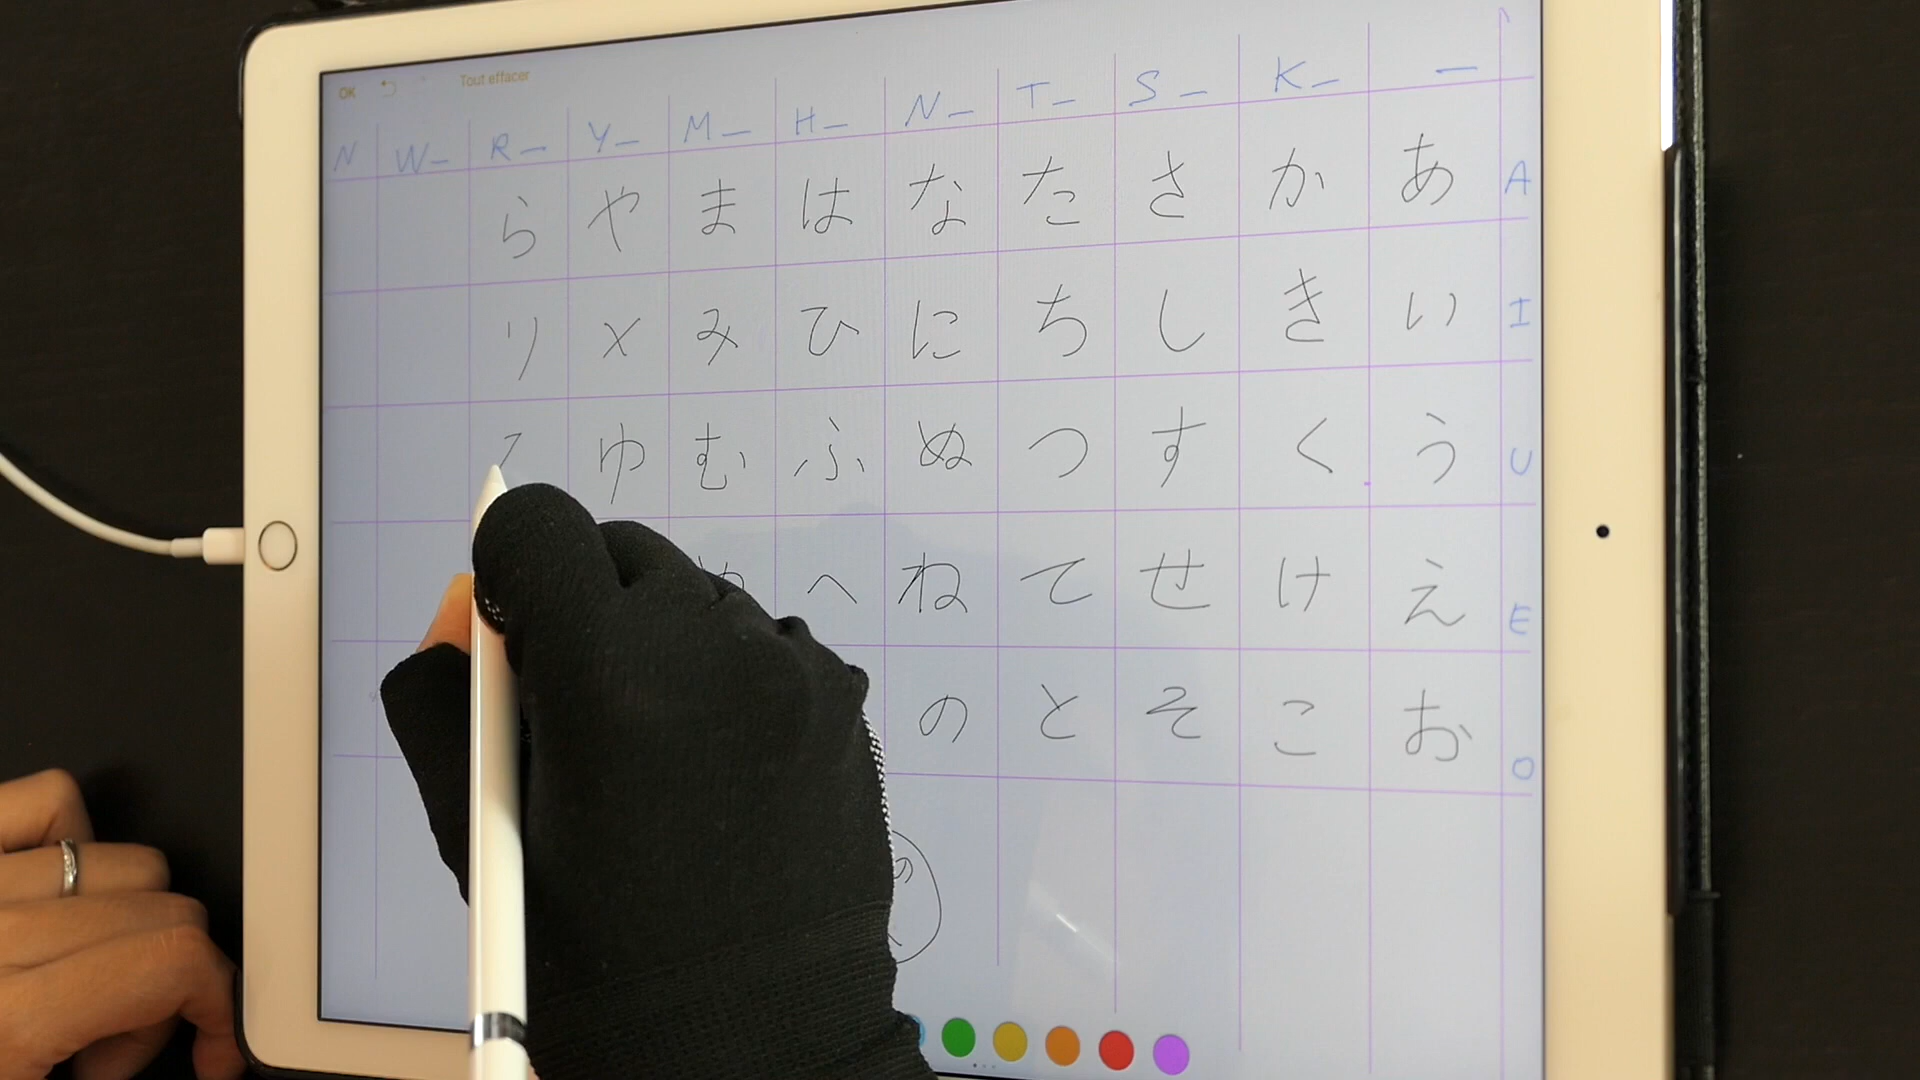 OK Tout effacer
N W_ R_ Y_ M_ H_ N_ T_ S_ K_ _
ら や ま は な た さ か あ A
り × み ひ に ち し き い I
ゆ む ふ ぬ つ す く う U
め へ ね て せ け え E
の と そ こ お O
の